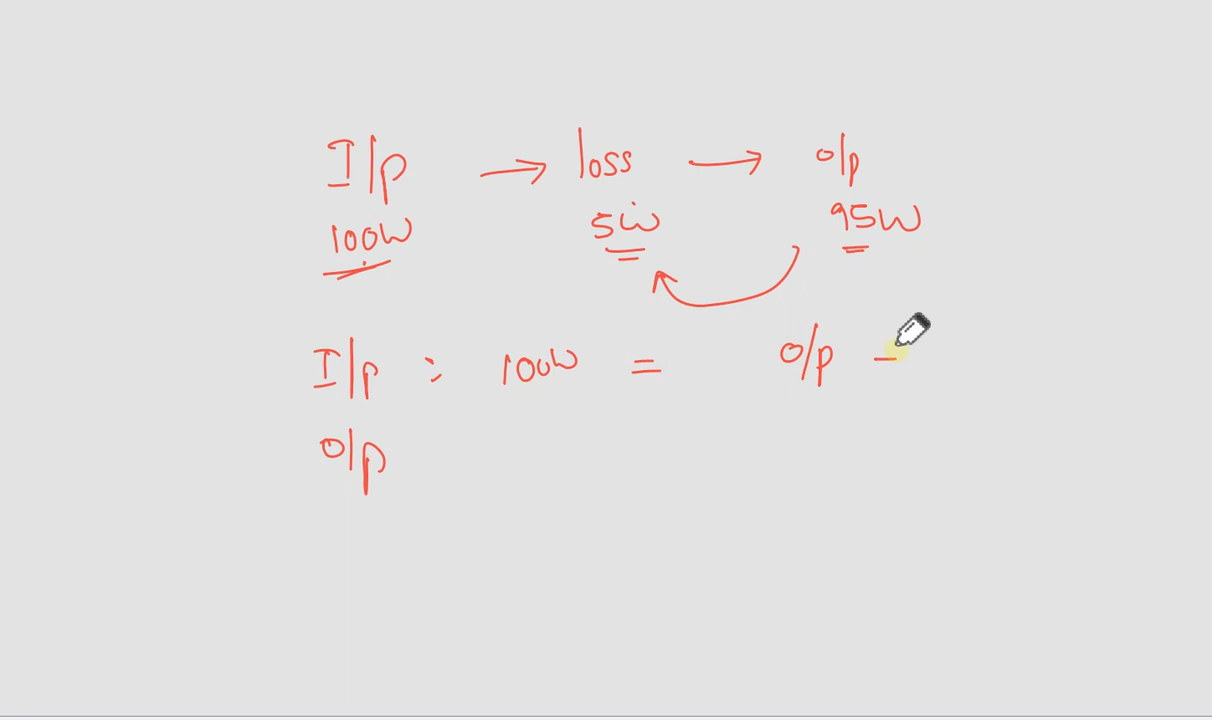 I/p → loss → o/p
100W 5W 95W
I/p : 100W = o/p -
o/p